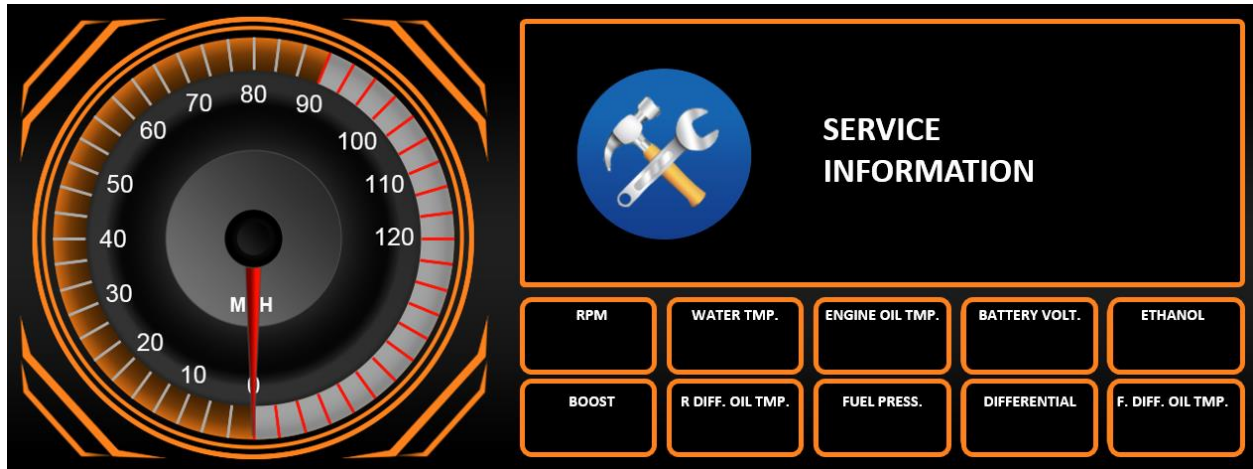 70 80 90
60 100
50 110
40 120
30
20
10 0
MPH
SERVICE
INFORMATION
RPM WATER TMP. ENGINE OIL TMP. BATTERY VOLT. ETHANOL
BOOST R DIFF. OIL TMP. FUEL PRESS. DIFFERENTIAL F. DIFF. OIL TMP.